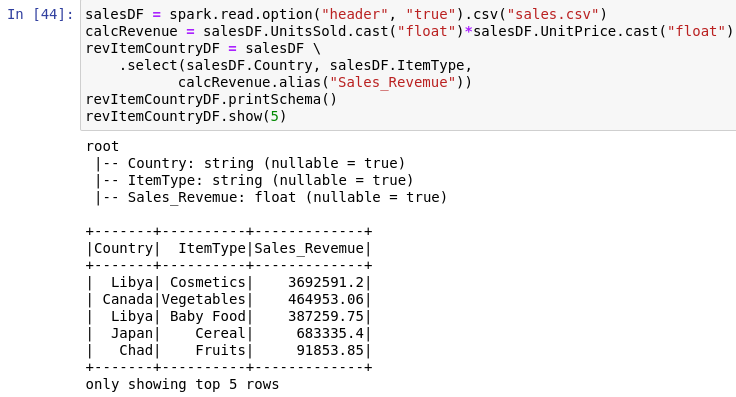 In [44]: salesDF = spark.read.option("header", "true").csv("sales.csv")
calcRevenue = salesDF.UnitsSold.cast("float")*salesDF.UnitPrice.cast("float")
revItemCountryDF = salesDF \
    .select(salesDF.Country, salesDF.ItemType,
           calcRevenue.alias("Sales_Revemue"))
revItemCountryDF.printSchema()
revItemCountryDF.show(5)
root
 |-- Country: string (nullable = true)
 |-- ItemType: string (nullable = true)
 |-- Sales_Revemue: float (nullable = true)
+-------+----------+-------------+
|Country|  ItemType|Sales_Revemue|
+-------+----------+-------------+
|  Libya| Cosmetics|    3692591.2|
| Canada|Vegetables|    464953.06|
|  Libya| Baby Food|    387259.75|
|  Japan|    Cereal|     683335.4|
|   Chad|    Fruits|     91853.85|
+-------+----------+-------------+
only showing top 5 rows